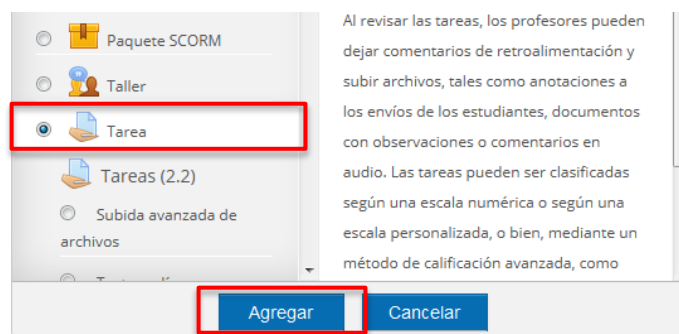 Paquete SCORM
Taller
Tarea
Tareas (2.2)
Subida avanzada de
archivos
Al revisar las tareas, los profesores pueden
dejar comentarios de retroalimentación y
subir archivos, tales como anotaciones a
los envíos de los estudiantes, documentos
con observaciones o comentarios en
audio. Las tareas pueden ser clasificadas
según una escala numérica o según una
escala personalizada, o bien, mediante un
método de calificación avanzada, como
Agregar
Cancelar